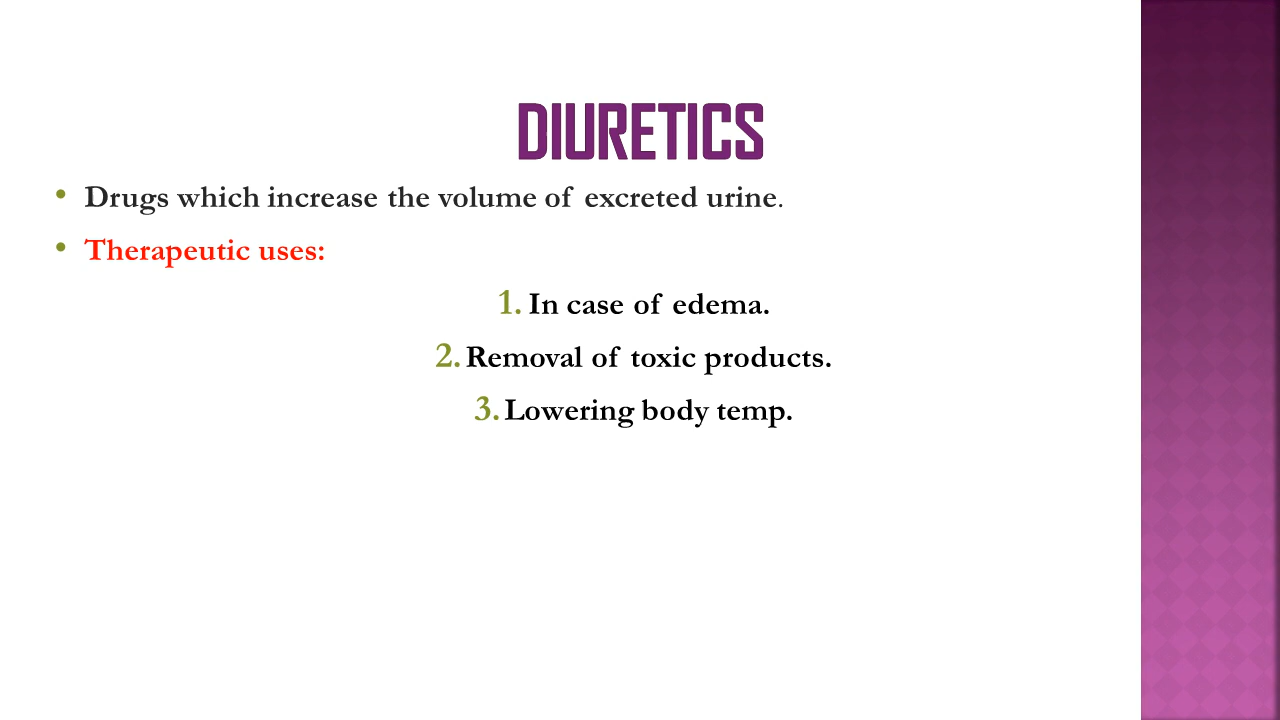 DIURETICS
• Drugs which increase the volume of excreted urine.
• Therapeutic uses:
1. In case of edema.
2. Removal of toxic products.
3. Lowering body temp.